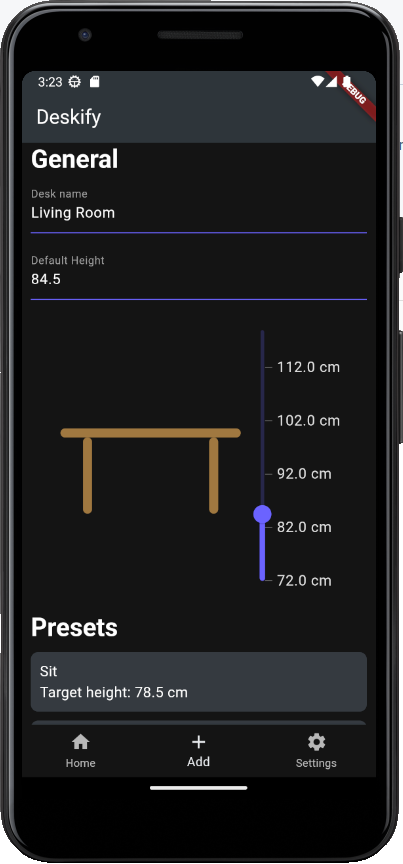 3:23
DEBUG
Deskify
General
Desk name
Living Room
Default Height
84.5
112.0 cm
102.0 cm
92.0 cm
82.0 cm
72.0 cm
Presets
Sit
Target height: 78.5 cm
Home
Add
Settings